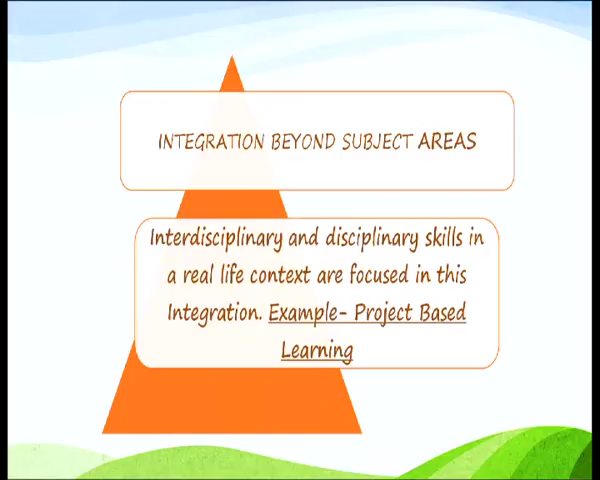 INTEGRATION BEYOND SUBJECT AREAS
Interdisciplinary and disciplinary skills in
a real life context are focused in this
Integration. Example- Project Based
Learning